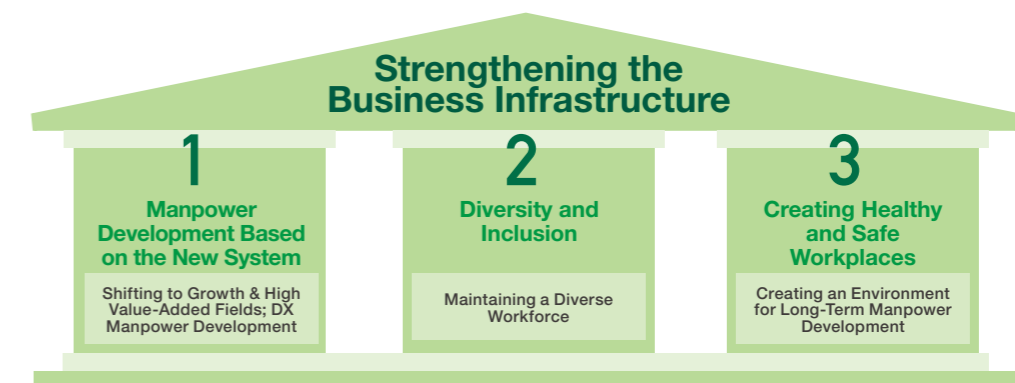 Strengthening the
Business Infrastructure
1
Manpower
Development Based
on the New System
Shifting to Growth & High
Value-Added Fields; DX
Manpower Development
2
Diversity and
Inclusion
Maintaining a Diverse
Workforce
3
Creating Healthy
and Safe
Workplaces
Creating an Environment
for Long-Term Manpower
Development